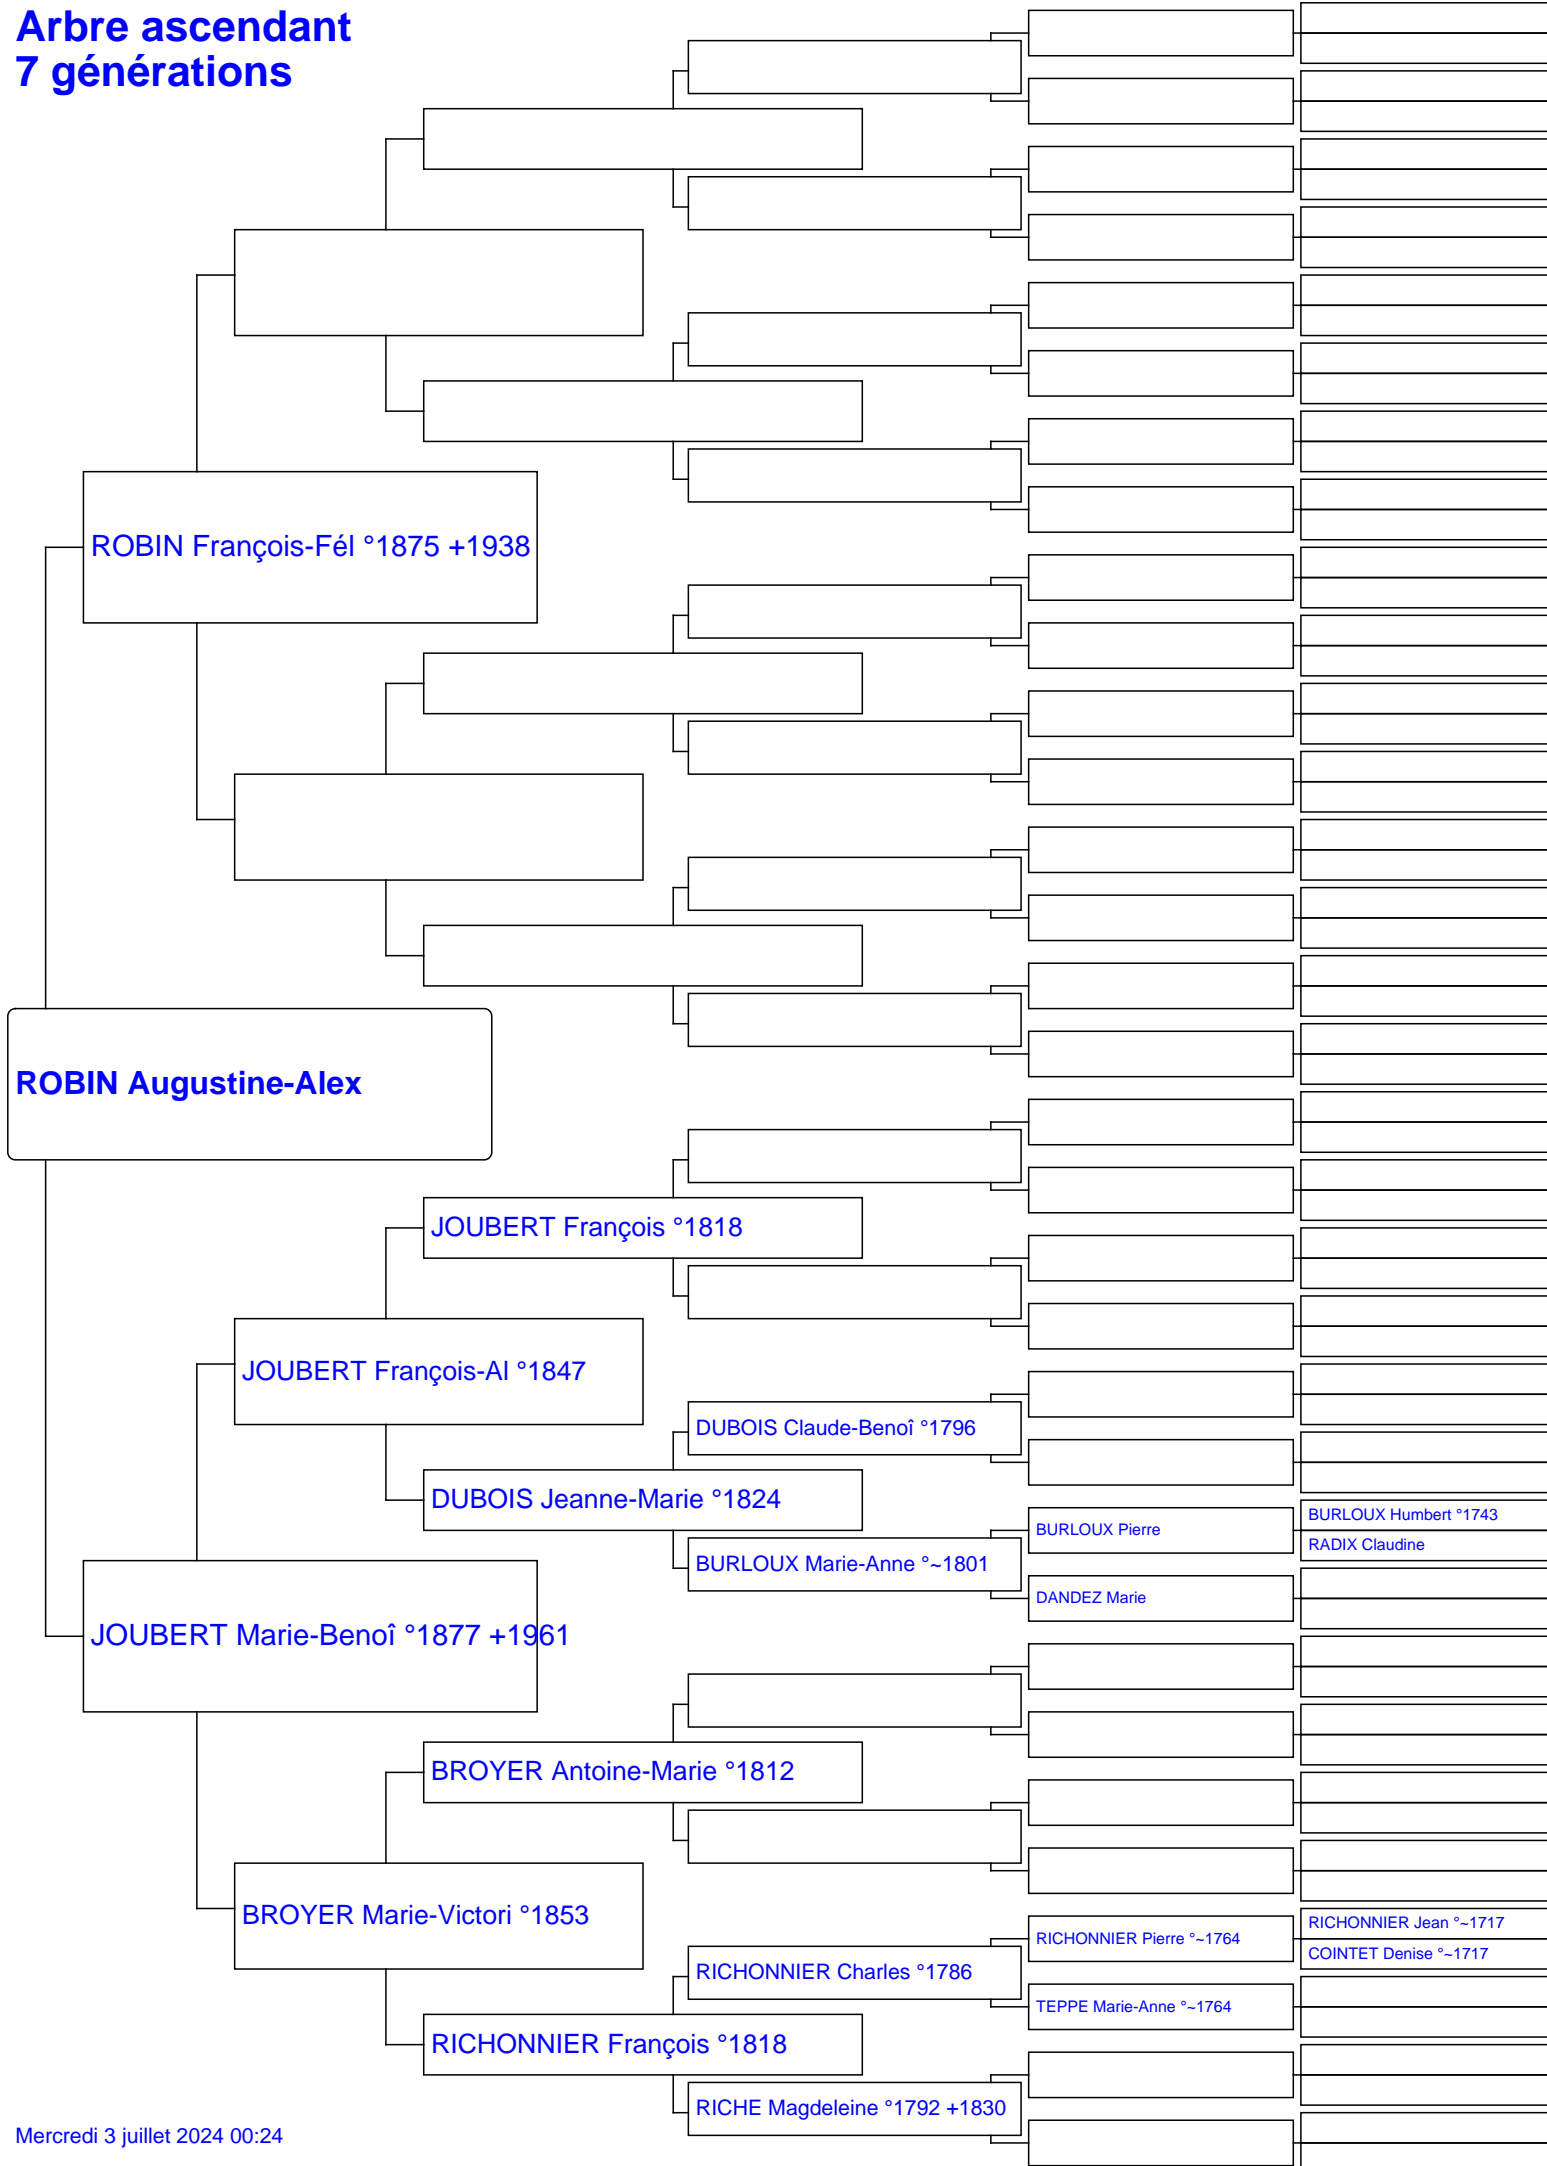 Arbre ascendant
7 générations
ROBIN François-Fél °1875 +1938
ROBIN Augustine-Alex
JOUBERT François °1818
JOUBERT François-Al °1847
DUBOIS Claude-Benoî °1796
DUBOIS Jeanne-Marie °1824
BURLOUX Humbert °1743
BURLOUX Pierre
RADIX Claudine
BURLOUX Marie-Anne °~1801
DANDEZ Marie
JOUBERT Marie-Benoî °1877 +1961
BROYER Antoine-Marie °1812
BROYER Marie-Victori °1853
RICHONNIER Jean °~1717
RICHONNIER Pierre °~1764
COINTET Denise °~1717
RICHONNIER Charles °1786
TEPPE Marie-Anne °~1764
RICHONNIER François °1818
RICHE Magdeleine °1792 +1830
Mercredi 3 juillet 2024 00:24